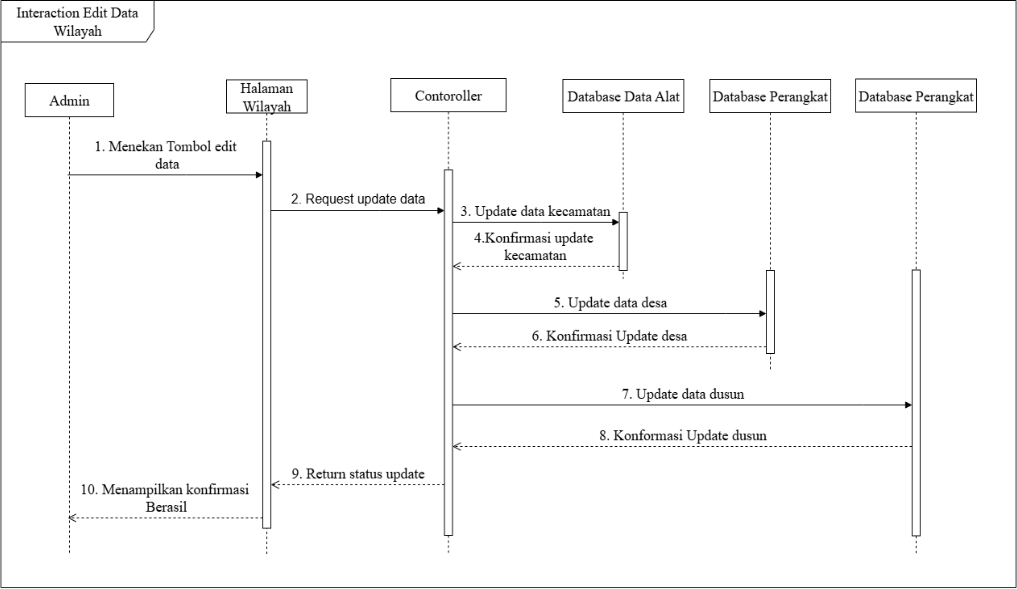 Interaction Edit Data
Wilayah
Admin
Halaman
Wilayah
Contoroller
Database Data Alat
Database Perangkat
Database Perangkat
1. Menekan Tombol edit
data
2. Request update data
3. Update data kecamatan
4.Konfirmasi update
kecamatan
5. Update data desa
6. Konfirmasi Update desa
7. Update data dusun
8. Konformasi Update dusun
9. Return status update
10. Menampilkan konfirmasi
Berasil